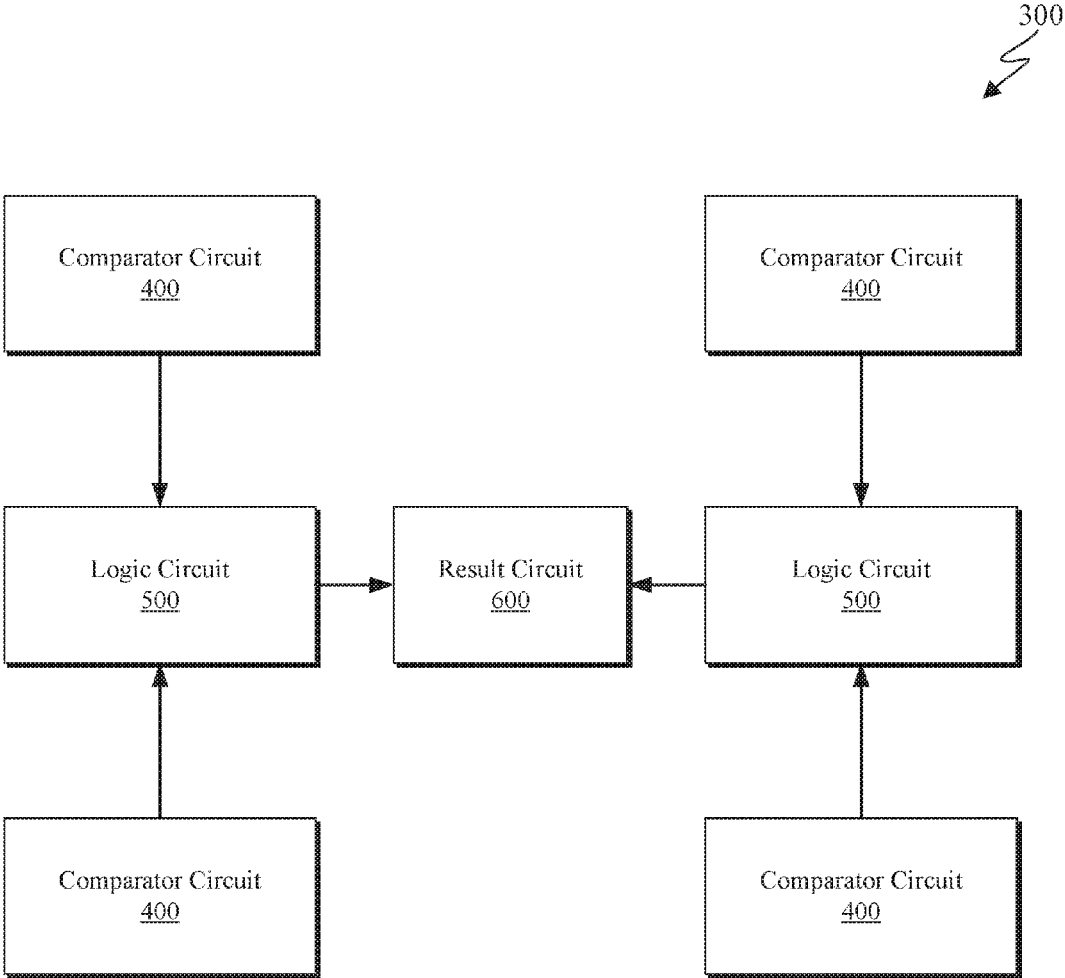 300
Comparator Circuit
400
Comparator Circuit
400
Logic Circuit
500
Result Circuit
600
Logic Circuit
500
Comparator Circuit
400
Comparator Circuit
400